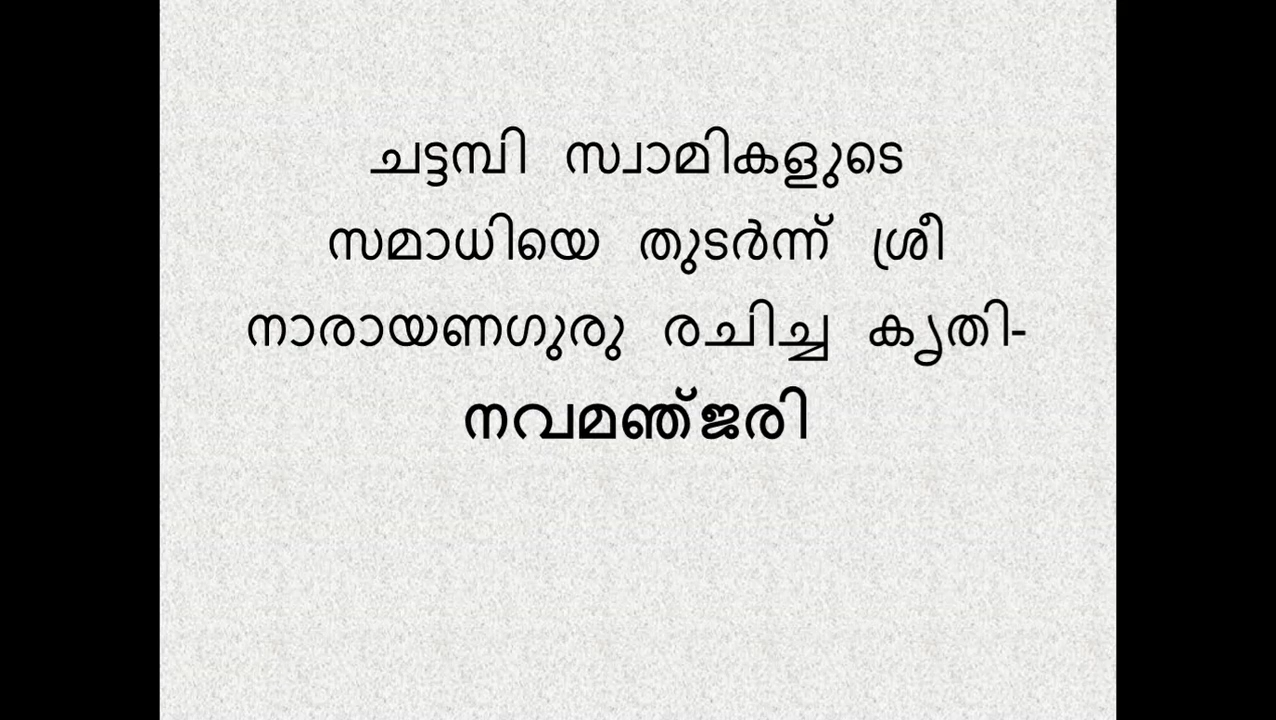 ചട്ടമ്പി സ്വാമികളുടെ
സമാധിയെ തുടർന്ന് ശ്രീ
നാരായണഗുരു രചിച്ച കൃതി-
നവമഞ്ജരി